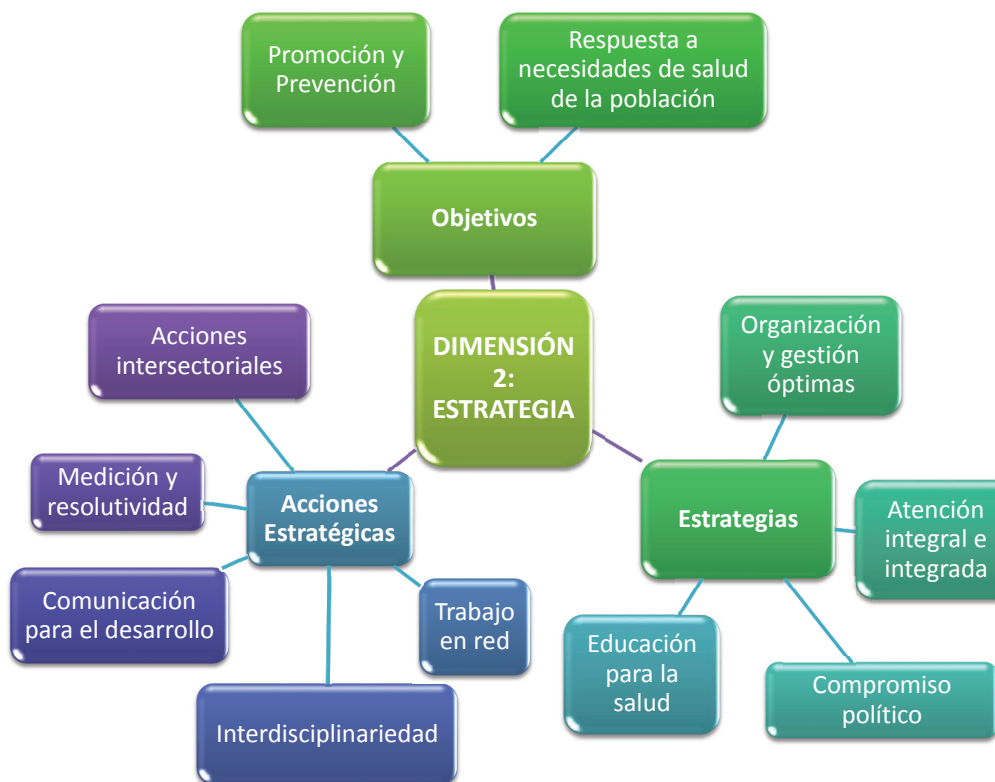 Promoción y
Prevención
Respuesta a
necesidades de salud
de la población
Objetivos
DIMENSIÓN
2:
ESTRATEGIA
Organización
y gestión
óptimas
Estrategias
Atención
integral e
integrada
Compromiso
político
Educación
para la
salud
Acciones
Estratégicas
Acciones
intersectoriales
Medición y
resolutividad
Comunicación
para el desarrollo
Interdisciplinariedad
Trabajo
en red